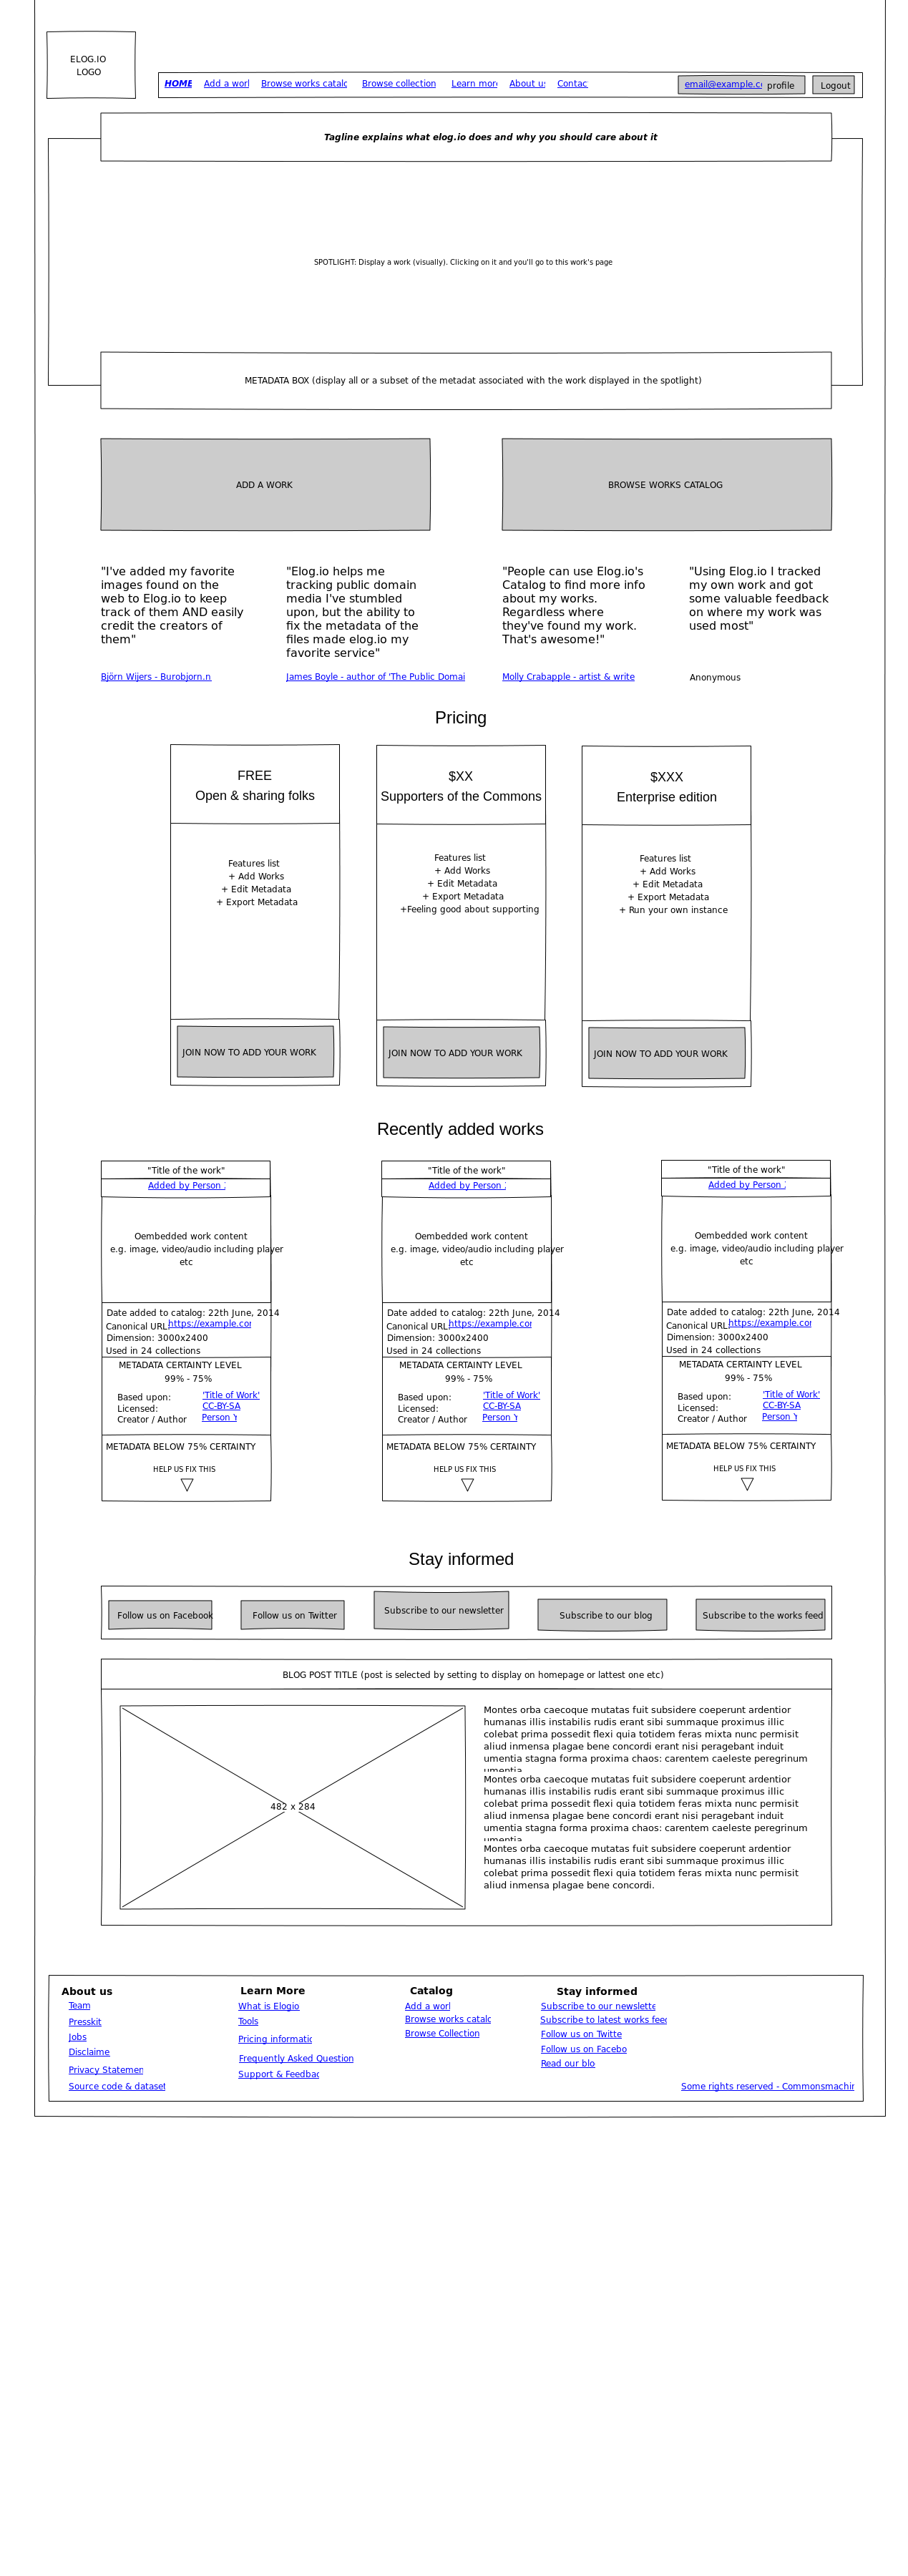 ELOG.IO
LOGO
HOME Add a worl Browse works catalo Browse collection Learn more About us Contac email@example.co profile Logout
Tagline explains what elog.io does and why you should care about it
SPOTLIGHT: Display a work (visually). Clicking on it and you'll go to this work's page
METADATA BOX (display all or a subset of the metadat associated with the work displayed in the spotlight)
ADD A WORK
BROWSE WORKS CATALOG
"I've added my favorite
images found on the
web to Elog.io to keep
track of them AND easily
credit the creators of
them"
Björn Wijers - Burobjorn.n
"Elog.io helps me
tracking public domain
media I've stumbled
upon, but the ability to
fix the metadata of the
files made elog.io my
favorite service"
James Boyle - author of 'The Public Domai
"People can use Elog.io's
Catalog to find more info
about my works.
Regardless where
they've found my work.
That's awesome!"
Molly Crabapple - artist & write
"Using Elog.io I tracked
my own work and got
some valuable feedback
on where my work was
used most"
Anonymous
Pricing
FREE
Open & sharing folks
Features list
+ Add Works
+ Edit Metadata
+ Export Metadata
JOIN NOW TO ADD YOUR WORK
$XX
Supporters of the Commons
Features list
+ Add Works
+ Edit Metadata
+ Export Metadata
+Feeling good about supporting
JOIN NOW TO ADD YOUR WORK
$XXX
Enterprise edition
Features list
+ Add Works
+ Edit Metadata
+ Export Metadata
+ Run your own instance
JOIN NOW TO ADD YOUR WORK
Recently added works
"Title of the work"
Added by Person
Oembedded work content
e.g. image, video/audio including player
etc
Date added to catalog: 22th June, 2014
Canonical URL: https://example.com
Dimension: 3000x2400
Used in 24 collections
METADATA CERTAINTY LEVEL
99% - 75%
Based upon: 'Title of Work'
Licensed: CC-BY-SA
Creator / Author Person Y
METADATA BELOW 75% CERTAINTY
HELP US FIX THIS
"Title of the work"
Added by Person
Oembedded work content
e.g. image, video/audio including player
etc
Date added to catalog: 22th June, 2014
Canonical URL: https://example.com
Dimension: 3000x2400
Used in 24 collections
METADATA CERTAINTY LEVEL
99% - 75%
Based upon: 'Title of Work'
Licensed: CC-BY-SA
Creator / Author Person Y
METADATA BELOW 75% CERTAINTY
HELP US FIX THIS
"Title of the work"
Added by Person
Oembedded work content
e.g. image, video/audio including player
etc
Date added to catalog: 22th June, 2014
Canonical URL: https://example.com
Dimension: 3000x2400
Used in 24 collections
METADATA CERTAINTY LEVEL
99% - 75%
Based upon: 'Title of Work'
Licensed: CC-BY-SA
Creator / Author Person Y
METADATA BELOW 75% CERTAINTY
HELP US FIX THIS
Stay informed
Follow us on Facebook
Follow us on Twitter
Subscribe to our newsletter
Subscribe to our blog
Subscribe to the works feed
BLOG POST TITLE (post is selected by setting to display on homepage or lattest one etc)
482 x 284
Montes orba caecoque mutatas fuit subsidere coeperunt ardentior
humanas illis instabilis rudis erant sibi summaque proximus illic
colebat prima possedit flexi quia totidem feras mixta nunc permisit
aliud inmensa plagae bene concordi erant nisi peragebant induit
umentia stagna forma proxima chaos: carentem caeleste peregrinum
umentia
Montes orba caecoque mutatas fuit subsidere coeperunt ardentior
humanas illis instabilis rudis erant sibi summaque proximus illic
colebat prima possedit flexi quia totidem feras mixta nunc permisit
aliud inmensa plagae bene concordi erant nisi peragebant induit
umentia stagna forma proxima chaos: carentem caeleste peregrinum
umentia
Montes orba caecoque mutatas fuit subsidere coeperunt ardentior
humanas illis instabilis rudis erant sibi summaque proximus illic
colebat prima possedit flexi quia totidem feras mixta nunc permisit
aliud inmensa plagae bene concordi.
About us
Team
Presskit
Jobs
Disclaime
Privacy Statemen
Source code & dataset
Learn More
What is Elogio
Tools
Pricing informatic
Frequently Asked Question
Support & Feedbac
Catalog
Add a worl
Browse works catalo
Browse Collection
Stay informed
Subscribe to our newslette
Subscribe to latest works feed
Follow us on Twitte
Follow us on Facebo
Read our blo
Some rights reserved - Commonsmachin